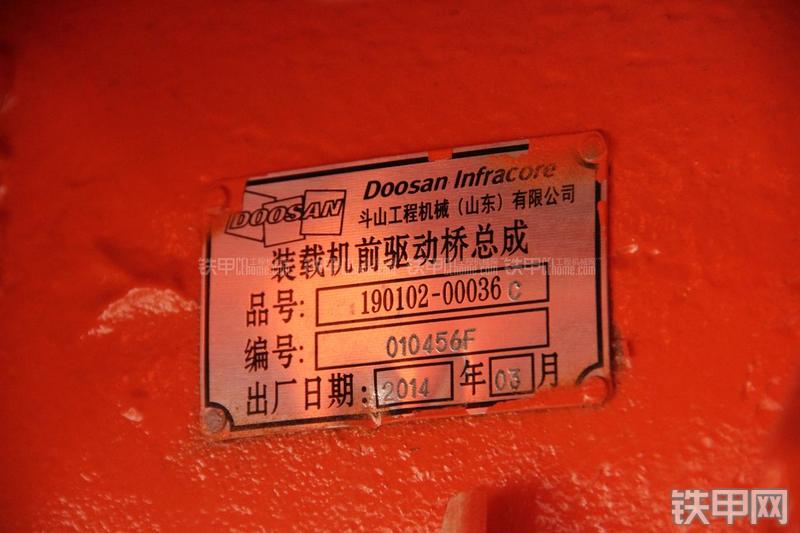 DOOSAN
Doosan Infracore
斗山工程机械（山东）有限公司
装载机前驱动桥总成
品号: 190102-00036 C
编号: 010456F
出厂日期: 2014 年 03 月
铁甲网